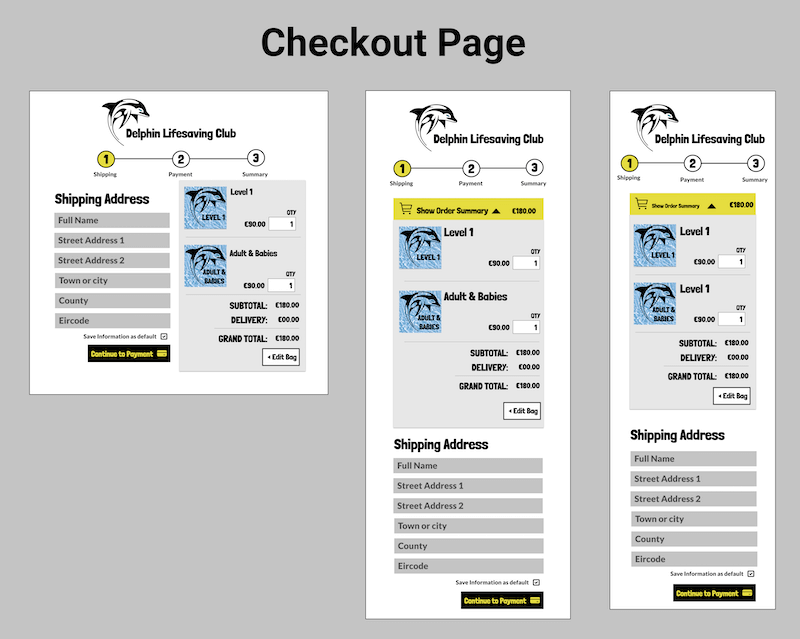 Checkout Page
Delphin Lifesaving Club
1 2 3
Shipping Payment Summary
Shipping Address
Full Name
Street Address 1
Street Address 2
Town or city
County
Eircode
Save Information as default
Continue to Payment
LEVEL 1
Level 1
QTY
€90.00 1
ADULT &
BABIES
Adult & Babies
QTY
€90.00 1
SUBTOTAL: €180.00
DELIVERY: €00.00
GRAND TOTAL: €180.00
Edit Bag
Delphin Lifesaving Club
1 2 3
Shipping Payment Summary
Show Order Summary €180.00
LEVEL 1
Level 1
QTY
€90.00 1
ADULT &
BABIES
Adult & Babies
QTY
€90.00 1
SUBTOTAL: €180.00
DELIVERY: €00.00
GRAND TOTAL: €180.00
Edit Bag
Shipping Address
Full Name
Street Address 1
Street Address 2
Town or city
County
Eircode
Save Information as default
Continue to Payment
Delphin Lifesaving Club
1 2 3
Shipping Payment Summary
Show Order Summary €180.00
LEVEL 1
Level 1
QTY
€90.00 1
ADULT &
BABIES
Level 1
QTY
€90.00 1
SUBTOTAL: €180.00
DELIVERY: €00.00
GRAND TOTAL: €180.00
Edit Bag
Shipping Address
Full Name
Street Address 1
Street Address 2
Town or city
County
Eircode
Save Information as default
Continue to Payment